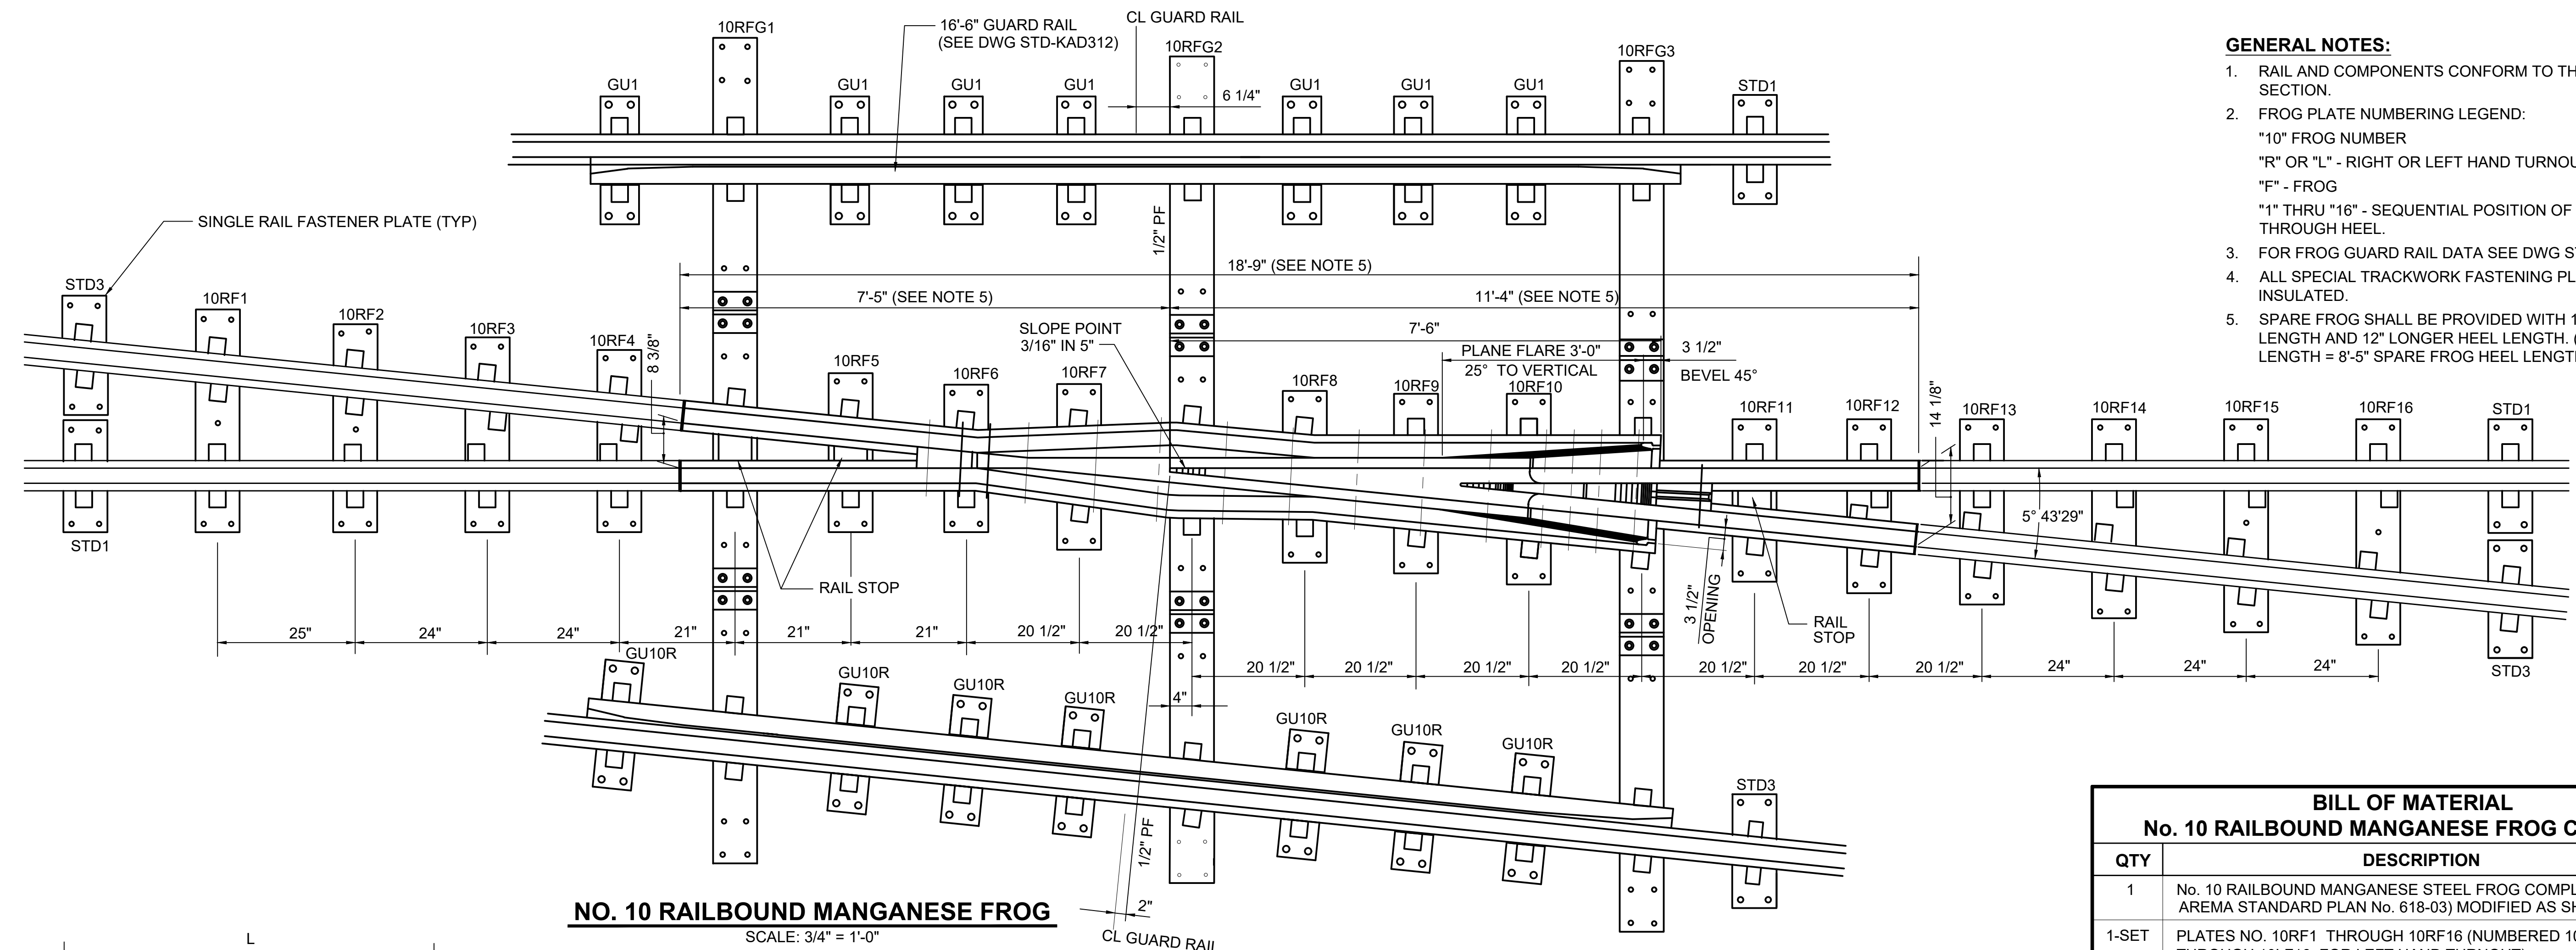 10RFG1
16'-6" GUARD RAIL
(SEE DWG STD-KAD312)
CL GUARD RAIL
10RFG2
10RFG3
GU1
GU1
GU1
GU1
GU1
GU1
GU1
STD1
6 1/4"
1/2" PF
SINGLE RAIL FASTENER PLATE (TYP)
18'-9" (SEE NOTE 5)
7'-5" (SEE NOTE 5)
11'-4" (SEE NOTE 5)
7'-6"
SLOPE POINT
3/16" IN 5"
PLANE FLARE 3'-0"
25° TO VERTICAL
3 1/2"
BEVEL 45°
STD3
10RF1
10RF2
10RF3
10RF4
8 3/8"
10RF5
10RF6
10RF7
10RF8
10RF9
10RF10
10RF11
10RF12
10RF13
10RF14
10RF15
10RF16
STD1
14 1/8"
5° 43'29"
STD1
RAIL STOP
3 1/2"
OPENING
RAIL
STOP
STD3
25"
24"
24"
21"
21"
21"
20 1/2"
20 1/2"
20 1/2"
20 1/2"
20 1/2"
20 1/2"
20 1/2"
20 1/2"
20 1/2"
24"
24"
24"
4"
GU10R
GU10R
GU10R
GU10R
GU10R
GU10R
GU10R
STD3
1/2" PF
2"
CL GUARD RAIL
NO. 10 RAILBOUND MANGANESE FROG
SCALE: 3/4" = 1'-0"
L
GENERAL NOTES:
1. RAIL AND COMPONENTS CONFORM TO TH
SECTION.
2. FROG PLATE NUMBERING LEGEND:
"10" FROG NUMBER
"R" OR "L" - RIGHT OR LEFT HAND TURNOU
"F" - FROG
"1" THRU "16" - SEQUENTIAL POSITION OF
THROUGH HEEL.
3. FOR FROG GUARD RAIL DATA SEE DWG S
4. ALL SPECIAL TRACKWORK FASTENING PL
INSULATED.
5. SPARE FROG SHALL BE PROVIDED WITH 1
LENGTH AND 12" LONGER HEEL LENGTH. (
LENGTH = 8'-5" SPARE FROG HEEL LENGT
BILL OF MATERIAL
No. 10 RAILBOUND MANGANESE FROG C
QTY DESCRIPTION
1 No. 10 RAILBOUND MANGANESE STEEL FROG COMPL
AREMA STANDARD PLAN No. 618-03) MODIFIED AS SH
1-SET PLATES NO. 10RF1 THROUGH 10RF16 (NUMBERED 10